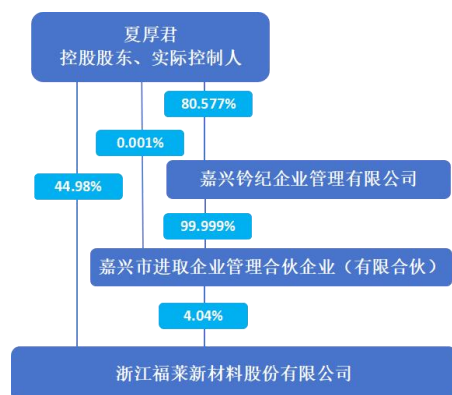 夏厚君
控股股东、实际控制人
80.577%
0.001%
44.98%
嘉兴钤纪企业管理有限公司
99.999%
嘉兴市进取企业管理合伙企业（有限合伙）
4.04%
浙江福莱新材料股份有限公司